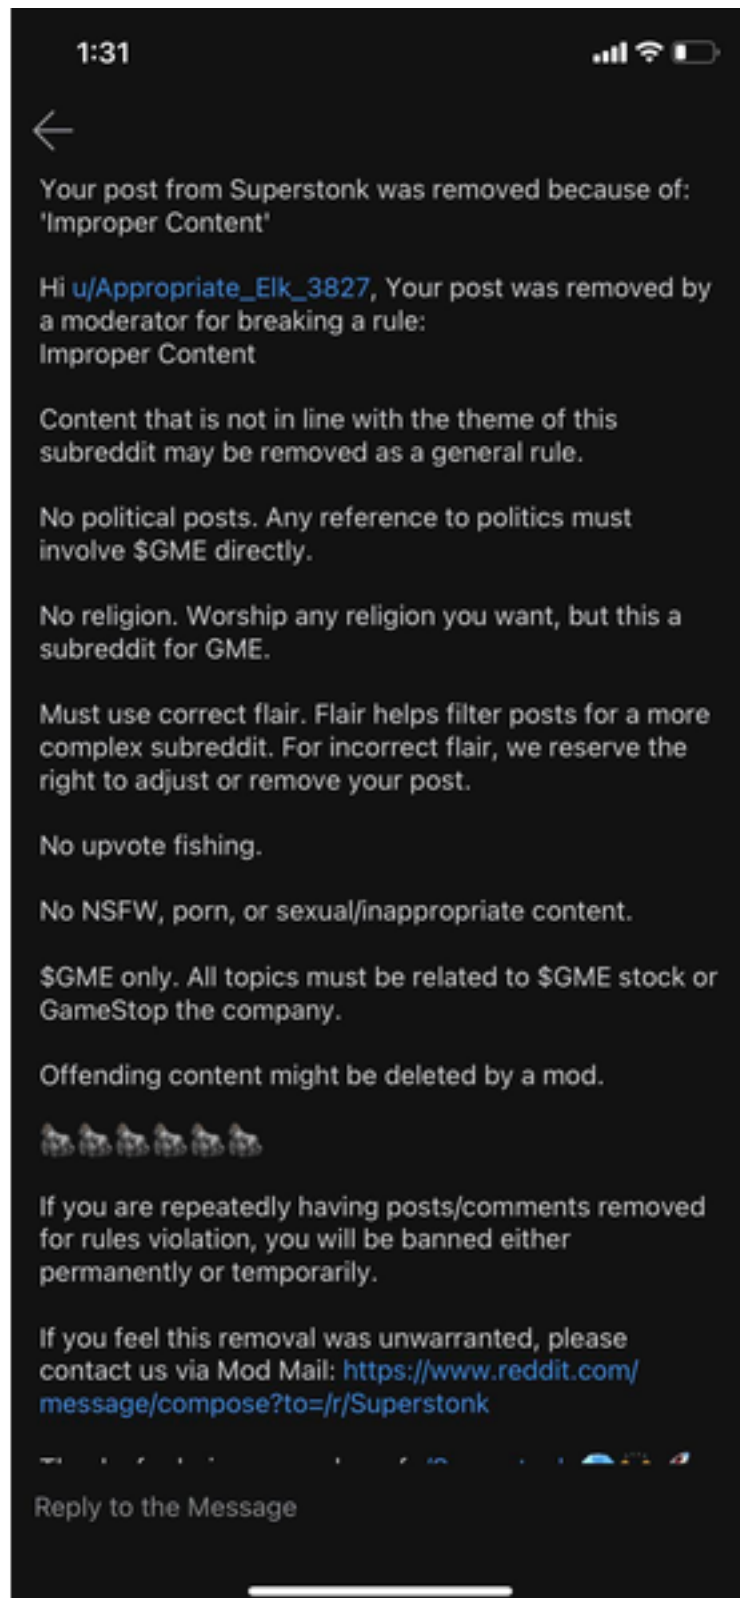 1:31
Your post from Superstonk was removed because of:
'Improper Content'
Hi u/Appropriate_Elk_3827, Your post was removed by
a moderator for breaking a rule:
Improper Content
Content that is not in line with the theme of this
subreddit may be removed as a general rule.
No political posts. Any reference to politics must
involve $GME directly.
No religion. Worship any religion you want, but this a
subreddit for GME.
Must use correct flair. Flair helps filter posts for a more
complex subreddit. For incorrect flair, we reserve the
right to adjust or remove your post.
No upvote fishing.
No NSFW, porn, or sexual/inappropriate content.
$GME only. All topics must be related to $GME stock or
GameStop the company.
Offending content might be deleted by a mod.
🦍🦍🦍🦍🦍🦍
If you are repeatedly having posts/comments removed
for rules violation, you will be banned either
permanently or temporarily.
If you feel this removal was unwarranted, please
contact us via Mod Mail: https://www.reddit.com/
message/compose?to=/r/Superstonk
Reply to the Message